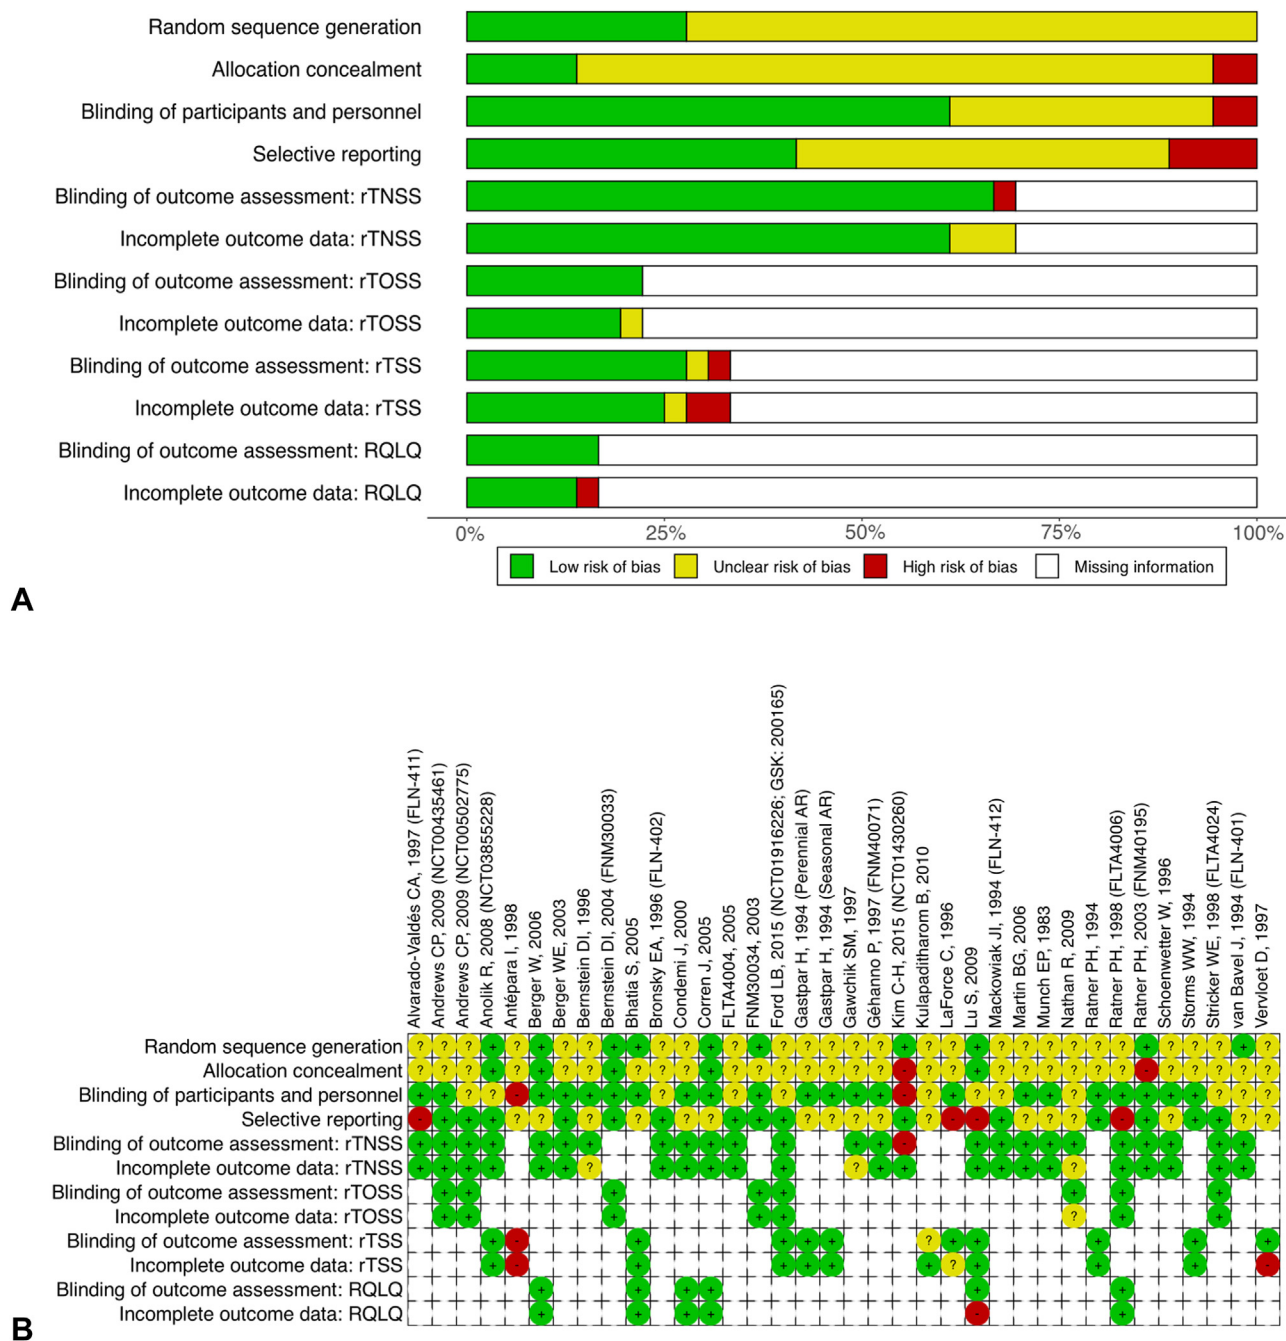 Random sequence generation
Allocation concealment
Blinding of participants and personnel
Selective reporting
Blinding of outcome assessment: rTNSS
Incomplete outcome data: rTNSS
Blinding of outcome assessment: rTOSS
Incomplete outcome data: rTOSS
Blinding of outcome assessment: rTSS
Incomplete outcome data: rTSS
Blinding of outcome assessment: RQLQ
Incomplete outcome data: RQLQ
0% 25% 50% 75% 100%
Low risk of bias Unclear risk of bias High risk of bias Missing information
A
Alvarado-Valdés CA, 1997 (FLN-411)
Andrews CP, 2009 (NCT00435461)
Andrews CP, 2009 (NCT00502775)
Anolik R, 2008 (NCT03855228)
Antépara I, 1998
Berger W, 2006
Berger WE, 2003
Bernstein DI, 1996
Bernstein DI, 2004 (FNM30033)
Bhatia S, 2005
Bronsky EA, 1996 (FLN-402)
Condemi J, 2000
Corren J, 2005
FLTA4004, 2005
FNM30034, 2003
Ford LB, 2015 (NCT01916226; GSK: 200165)
Gastpar H, 1994 (Perennial AR)
Gastpar H, 1994 (Seasonal AR)
Gawchik SM, 1997
Géhanno P, 1997 (FNM40071)
Kim C-H, 2015 (NCT01430260)
Kulapaditharom B, 2010
LaForce C, 1996
Lu S, 2009
Mackowiak JI, 1994 (FLN-412)
Martin BG, 2006
Munch EP, 1983
Nathan R, 2009
Ratner PH, 1994
Ratner PH, 1998 (FLTA4006)
Ratner PH, 2003 (FNM40195)
Schoenwetter W, 1996
Storms WW, 1994
Stricker WE, 1998 (FLTA4024)
van Bavel J, 1994 (FLN-401)
Vervloet D, 1997
Random sequence generation ? ? ? + ? + ? ? + + ? ? + ? + ? ? ? ? ? + ? ? + ? ? ? ? ? ? + ? ? ? + ?
Allocation concealment ? ? ? + ? + ? ? + ? ? ? + ? ? ? ? ? ? ? - ? ? + ? ? ? ? ? ? - ? ? ? ? ?
Blinding of participants and personnel + + ? ? - + + + + + ? + + ? + ? + + + + - ? + ? ? + + ? + + + + + ? ? ?
Selective reporting - + + + ? ? + ? + ? + ? ? + + + ? ? ? ? + ? - - + ? ? ? + - + ? + + ? ?
Blinding of outcome assessment: rTNSS + + + + + + + + + + + + + + - + + + + + + + + + +
Incomplete outcome data: rTNSS + + + + + + ? + + + + + ? + + + + + + ? + + + + +
Blinding of outcome assessment: rTOSS + + + + + + + +
Incomplete outcome data: rTOSS + + + + + ? + +
Blinding of outcome assessment: rTSS + - + + + + ? + + + + +
Incomplete outcome data: rTSS + - + + + + + ? + + + -
Blinding of outcome assessment: RQLQ + + + + + +
Incomplete outcome data: RQLQ + + + + - +
B